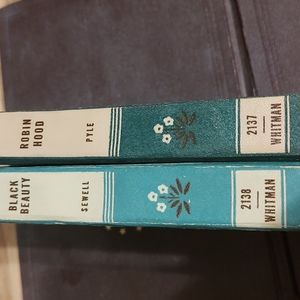 ROBIN
HOOD
PYLE
2137
WHITMAN
BLACK
BEAUTY
SEWELL
2138
WHITMAN